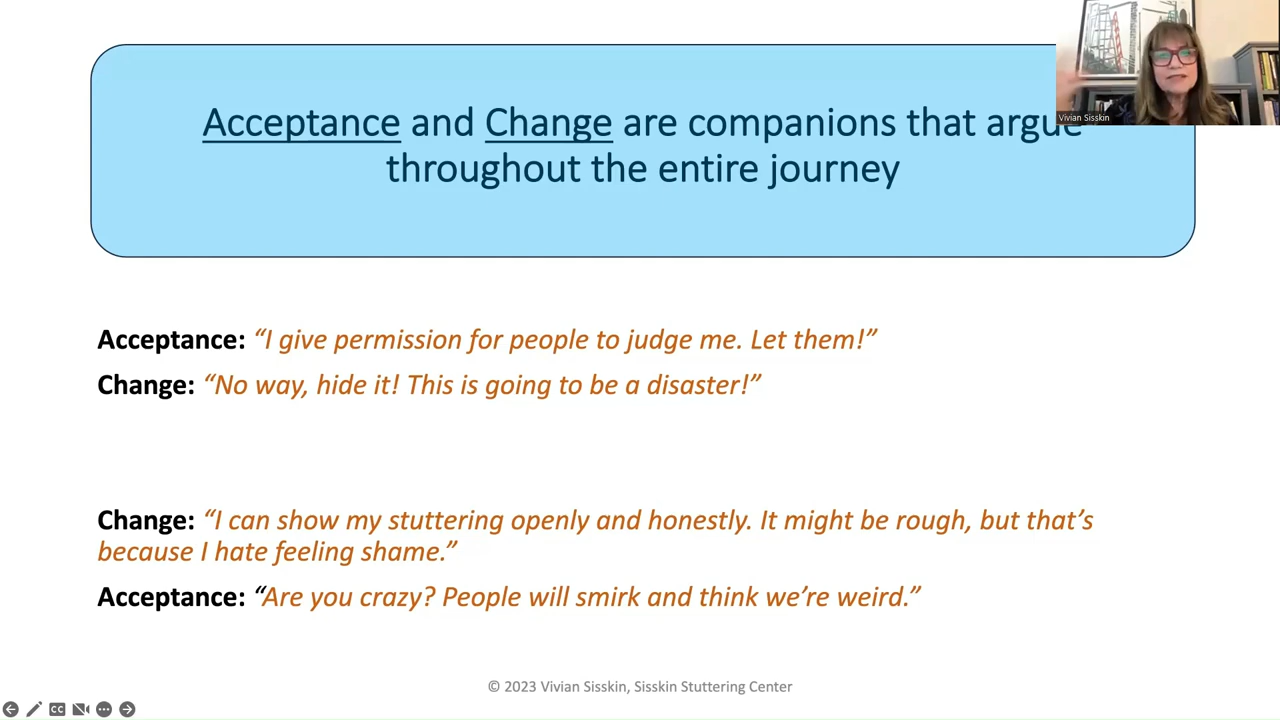 Vivian Sisskin
Acceptance and Change are companions that argue
throughout the entire journey
Acceptance: “I give permission for people to judge me. Let them!”
Change: “No way, hide it! This is going to be a disaster!”
Change: “I can show my stuttering openly and honestly. It might be rough, but that’s
because I hate feeling shame.”
Acceptance: “Are you crazy? People will smirk and think we’re weird.”
© 2023 Vivian Sisskin, Sisskin Stuttering Center
CC